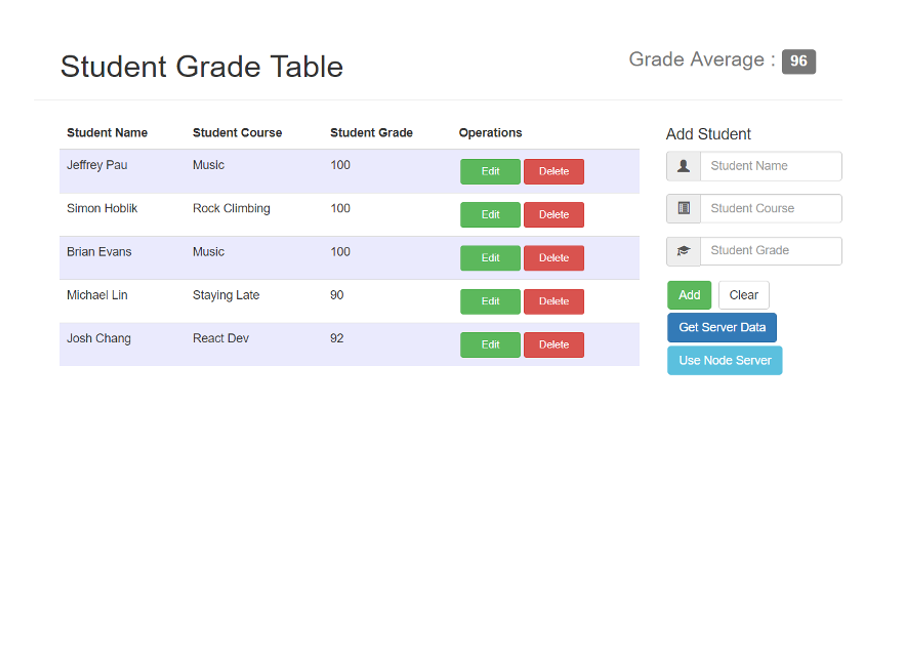 Student Grade Table
Grade Average : 96
Student Name Student Course Student Grade Operations
Jeffrey Pau Music 100 Edit Delete
Simon Hoblik Rock Climbing 100 Edit Delete
Brian Evans Music 100 Edit Delete
Michael Lin Staying Late 90 Edit Delete
Josh Chang React Dev 92 Edit Delete
Add Student
Student Name
Student Course
Student Grade
Add Clear
Get Server Data
Use Node Server